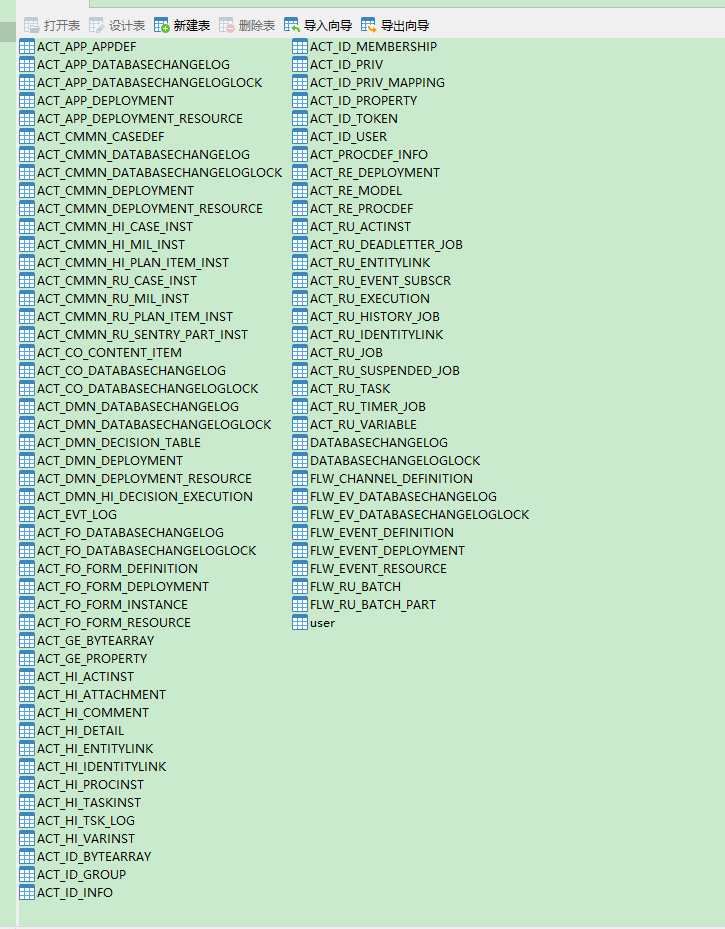 打开表 设计表 新建表 删除表 导入向导 导出向导
ACT_APP_APPDEF
ACT_APP_DATABASECHANGELOG
ACT_APP_DATABASECHANGELOGLOCK
ACT_APP_DEPLOYMENT
ACT_APP_DEPLOYMENT_RESOURCE
ACT_CMMN_CASEDEF
ACT_CMMN_DATABASECHANGELOG
ACT_CMMN_DATABASECHANGELOGLOCK
ACT_CMMN_DEPLOYMENT
ACT_CMMN_DEPLOYMENT_RESOURCE
ACT_CMMN_HI_CASE_INST
ACT_CMMN_HI_MIL_INST
ACT_CMMN_HI_PLAN_ITEM_INST
ACT_CMMN_RU_CASE_INST
ACT_CMMN_RU_MIL_INST
ACT_CMMN_RU_PLAN_ITEM_INST
ACT_CMMN_RU_SENTRY_PART_INST
ACT_CO_CONTENT_ITEM
ACT_CO_DATABASECHANGELOG
ACT_CO_DATABASECHANGELOGLOCK
ACT_DMN_DATABASECHANGELOG
ACT_DMN_DATABASECHANGELOGLOCK
ACT_DMN_DECISION_TABLE
ACT_DMN_DEPLOYMENT
ACT_DMN_DEPLOYMENT_RESOURCE
ACT_DMN_HI_DECISION_EXECUTION
ACT_EVT_LOG
ACT_FO_DATABASECHANGELOG
ACT_FO_DATABASECHANGELOGLOCK
ACT_FO_FORM_DEFINITION
ACT_FO_FORM_DEPLOYMENT
ACT_FO_FORM_INSTANCE
ACT_FO_FORM_RESOURCE
ACT_GE_BYTEARRAY
ACT_GE_PROPERTY
ACT_HI_ACTINST
ACT_HI_ATTACHMENT
ACT_HI_COMMENT
ACT_HI_DETAIL
ACT_HI_ENTITYLINK
ACT_HI_IDENTITYLINK
ACT_HI_PROCINST
ACT_HI_TASKINST
ACT_HI_TSK_LOG
ACT_HI_VARINST
ACT_ID_BYTEARRAY
ACT_ID_GROUP
ACT_ID_INFO
ACT_ID_MEMBERSHIP
ACT_ID_PRIV
ACT_ID_PRIV_MAPPING
ACT_ID_PROPERTY
ACT_ID_TOKEN
ACT_ID_USER
ACT_PROCDEF_INFO
ACT_RE_DEPLOYMENT
ACT_RE_MODEL
ACT_RE_PROCDEF
ACT_RU_ACTINST
ACT_RU_DEADLETTER_JOB
ACT_RU_ENTITYLINK
ACT_RU_EVENT_SUBSCR
ACT_RU_EXECUTION
ACT_RU_HISTORY_JOB
ACT_RU_IDENTITYLINK
ACT_RU_JOB
ACT_RU_SUSPENDED_JOB
ACT_RU_TASK
ACT_RU_TIMER_JOB
ACT_RU_VARIABLE
DATABASECHANGELOG
DATABASECHANGELOGLOCK
FLW_CHANNEL_DEFINITION
FLW_EV_DATABASECHANGELOG
FLW_EV_DATABASECHANGELOGLOCK
FLW_EVENT_DEFINITION
FLW_EVENT_DEPLOYMENT
FLW_EVENT_RESOURCE
FLW_RU_BATCH
FLW_RU_BATCH_PART
user